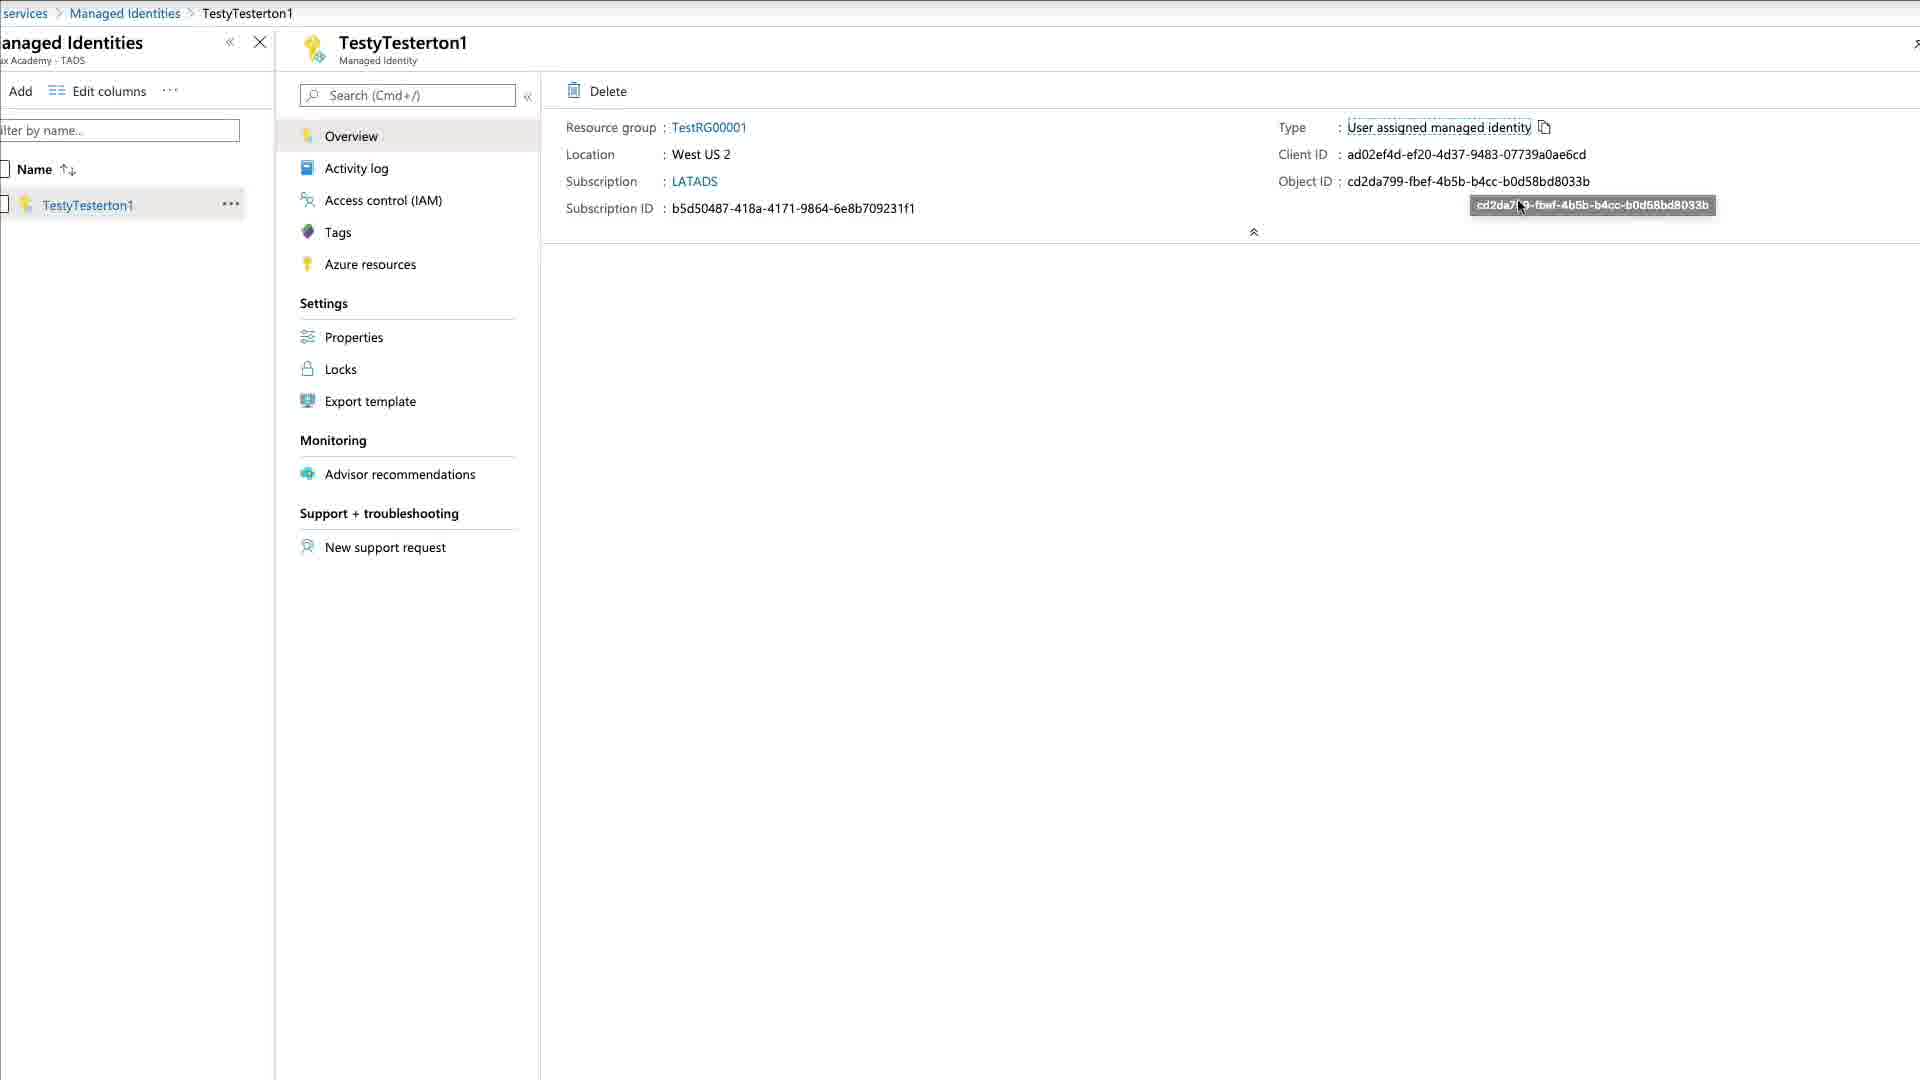 services > Managed Identities > TestyTesterton1
anaged Identities
ax Academy - TADS
Add
Edit columns
ilter by name...
Name
TestyTesterton1
TestyTesterton1
Managed Identity
Search (Cmd+/)
Overview
Activity log
Access control (IAM)
Tags
Azure resources
Settings
Properties
Locks
Export template
Monitoring
Advisor recommendations
Support + troubleshooting
New support request
Delete
Resource group : TestRG00001
Location : West US 2
Subscription : LATADS
Subscription ID : b5d50487-418a-4171-9864-6e8b709231f1
Type : User assigned managed identity
Client ID : ad02ef4d-ef20-4d37-9483-07739a0ae6cd
Object ID : cd2da799-fbef-4b5b-b4cc-b0d58bd8033b
cd2da799-fbef-4b5b-b4cc-b0d58bd8033b